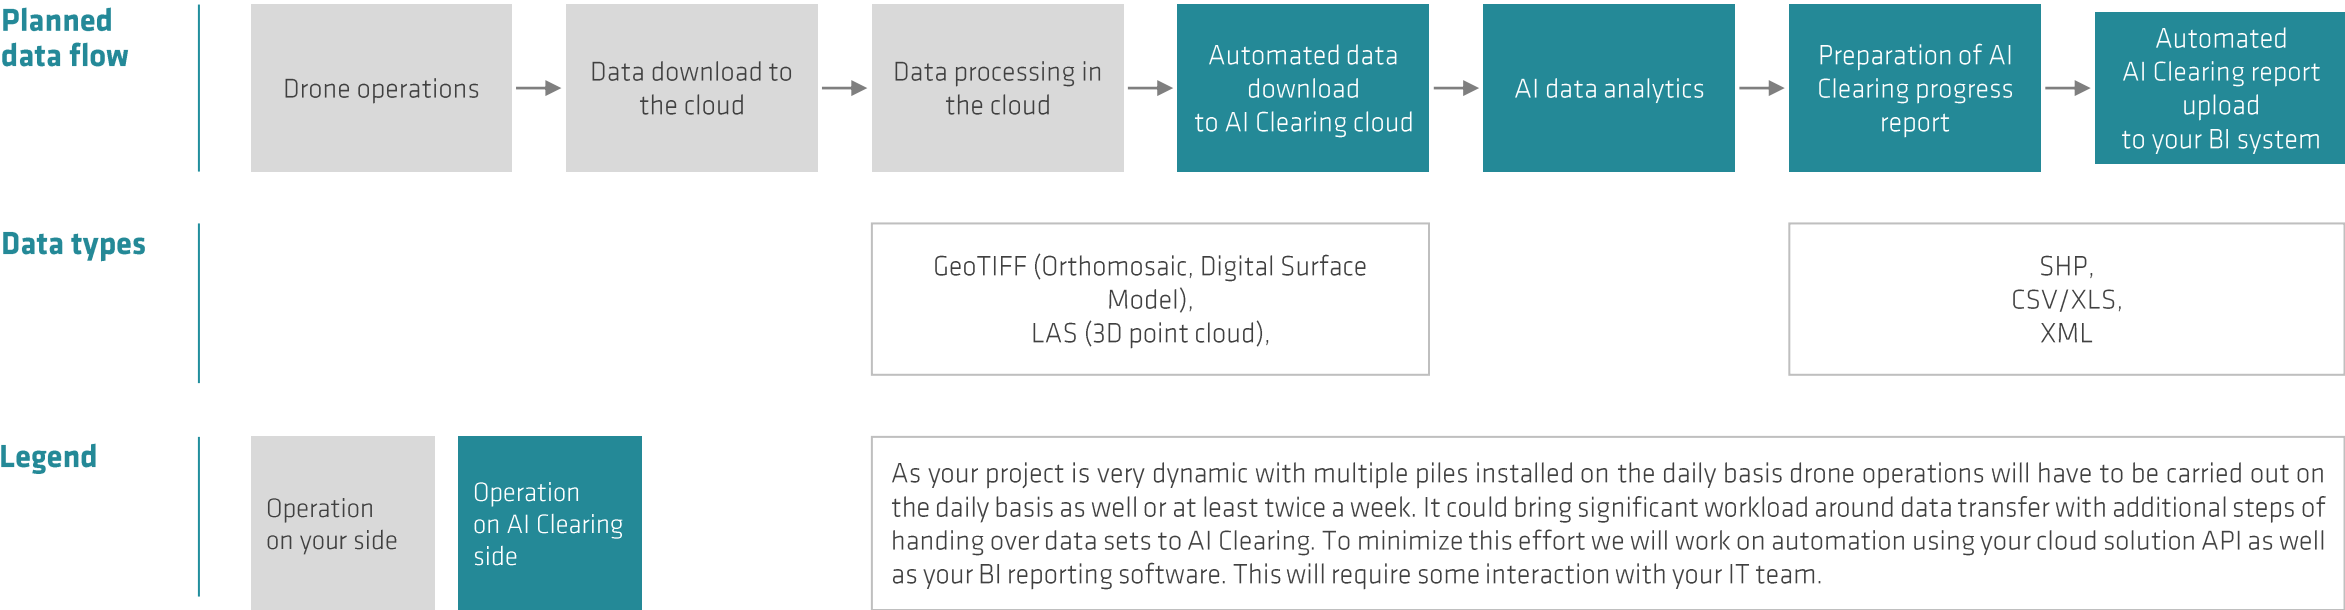 Planned
data flow
Drone operations
Data download to
the cloud
Data processing in
the cloud
Automated data
download
to AI Clearing cloud
AI data analytics
Preparation of AI
Clearing progress
report
Automated
AI Clearing report
upload
to your BI system
Data types
GeoTIFF (Orthomosaic, Digital Surface
Model),
LAS (3D point cloud),
SHP,
CSV/XLS,
XML
Legend
Operation
on your side
Operation
on AI Clearing
side
As your project is very dynamic with multiple piles installed on the daily basis drone operations will have to be carried out on
the daily basis as well or at least twice a week. It could bring significant workload around data transfer with additional steps of
handing over data sets to AI Clearing. To minimize this effort we will work on automation using your cloud solution API as well
as your BI reporting software. This will require some interaction with your IT team.